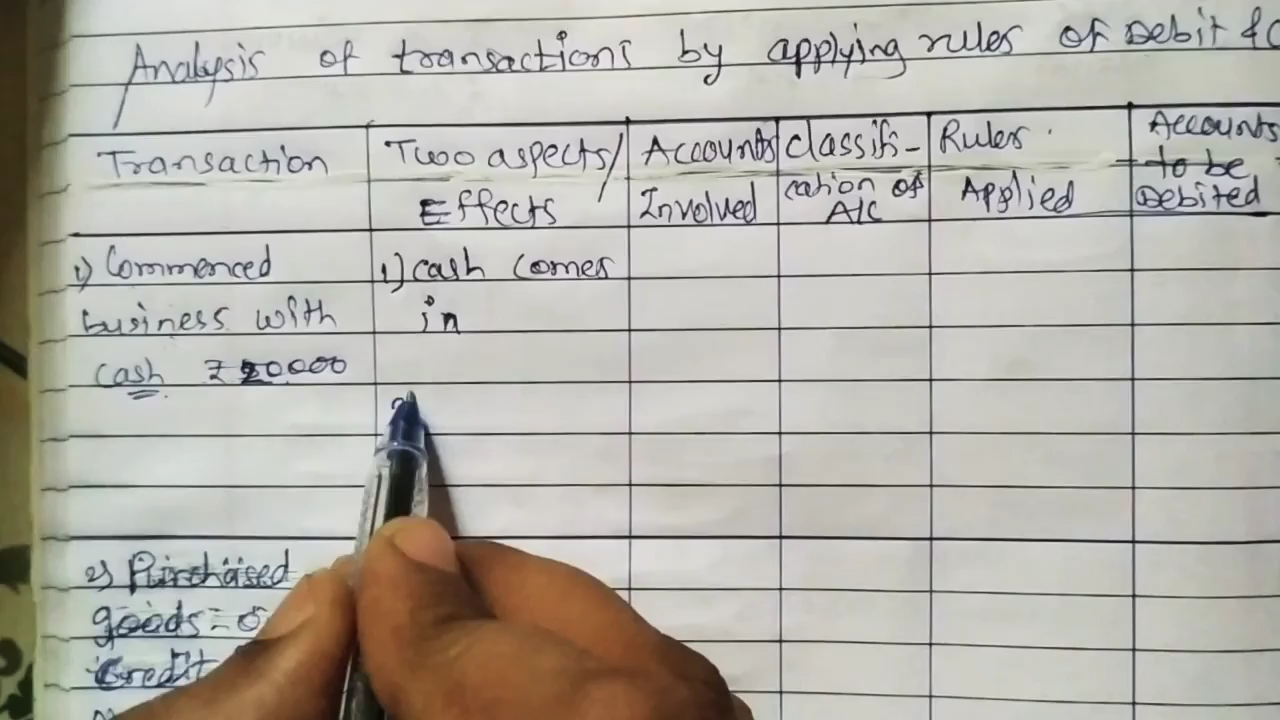 Analysis of transactions by applying rules of Debit &
Transaction
Two aspects/
Effects
Accounts
Involved
Classifi-
cation of
A/C
Rules
Applied
Accounts
to be
Debited
1) Commenced
business with
cash ₹20000
1) cash comes
in
2) Purchased
goods
Credit